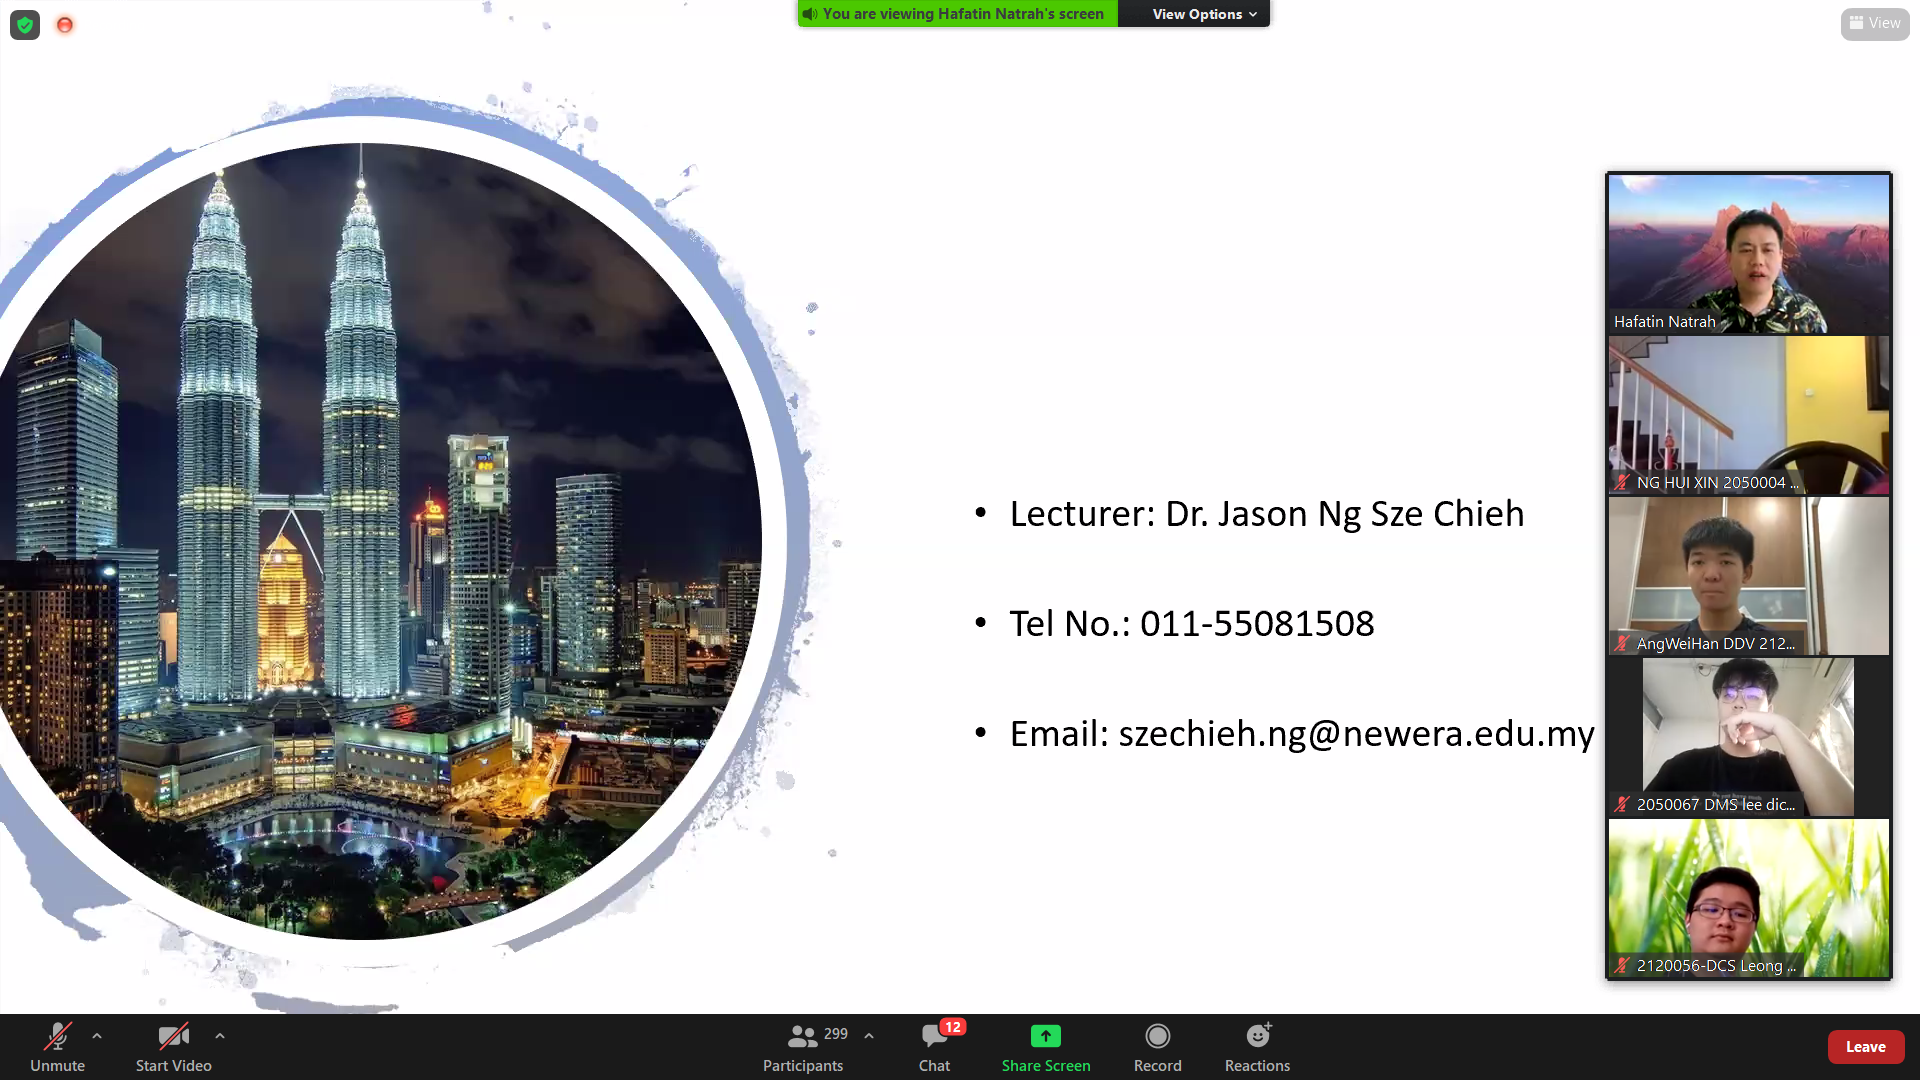 You are viewing Hafatin Natrah's screen
View Options
View
Hafatin Natrah
NG HUI XIN 2050004 ...
• Lecturer: Dr. Jason Ng Sze Chieh
AngWeiHan DDV 212...
• Tel No.: 011-55081508
• Email: szechieh.ng@newera.edu.my
2050067 DMS lee dic...
2120056-DCS Leong ...
Unmute
Start Video
Participants 299
Chat 12
Share Screen
Record
Reactions
Leave